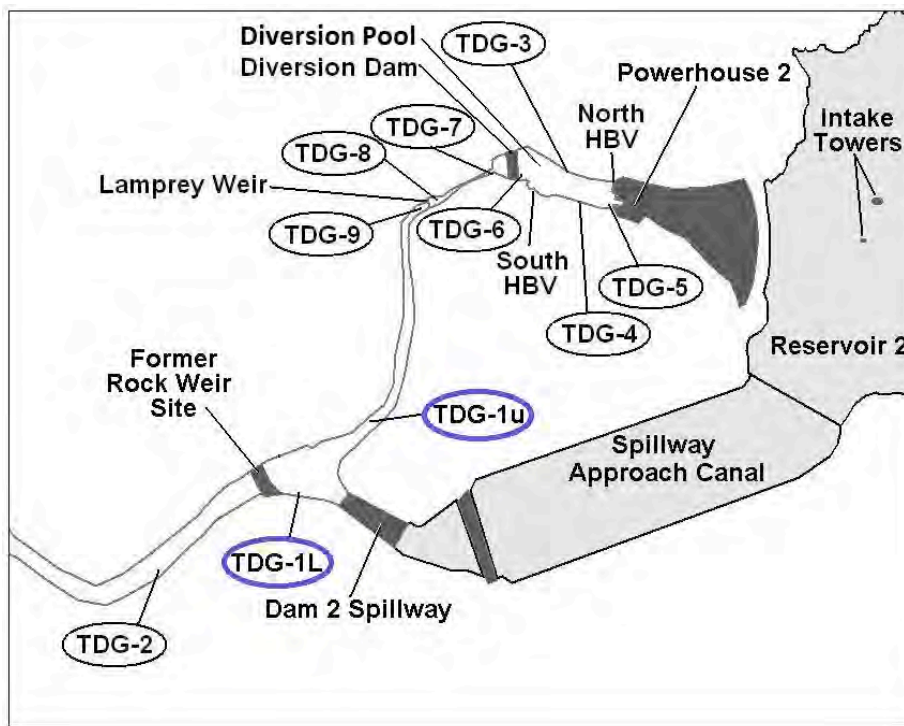 Diversion Pool
Diversion Dam
TDG-3
Powerhouse 2
North
HBV
Intake
Towers
TDG-7
TDG-8
Lamprey Weir
TDG-9
TDG-6
South
HBV
TDG-5
TDG-4
Reservoir 2
Former
Rock Weir
Site
TDG-1u
Spillway
Approach Canal
TDG-1L
Dam 2 Spillway
TDG-2